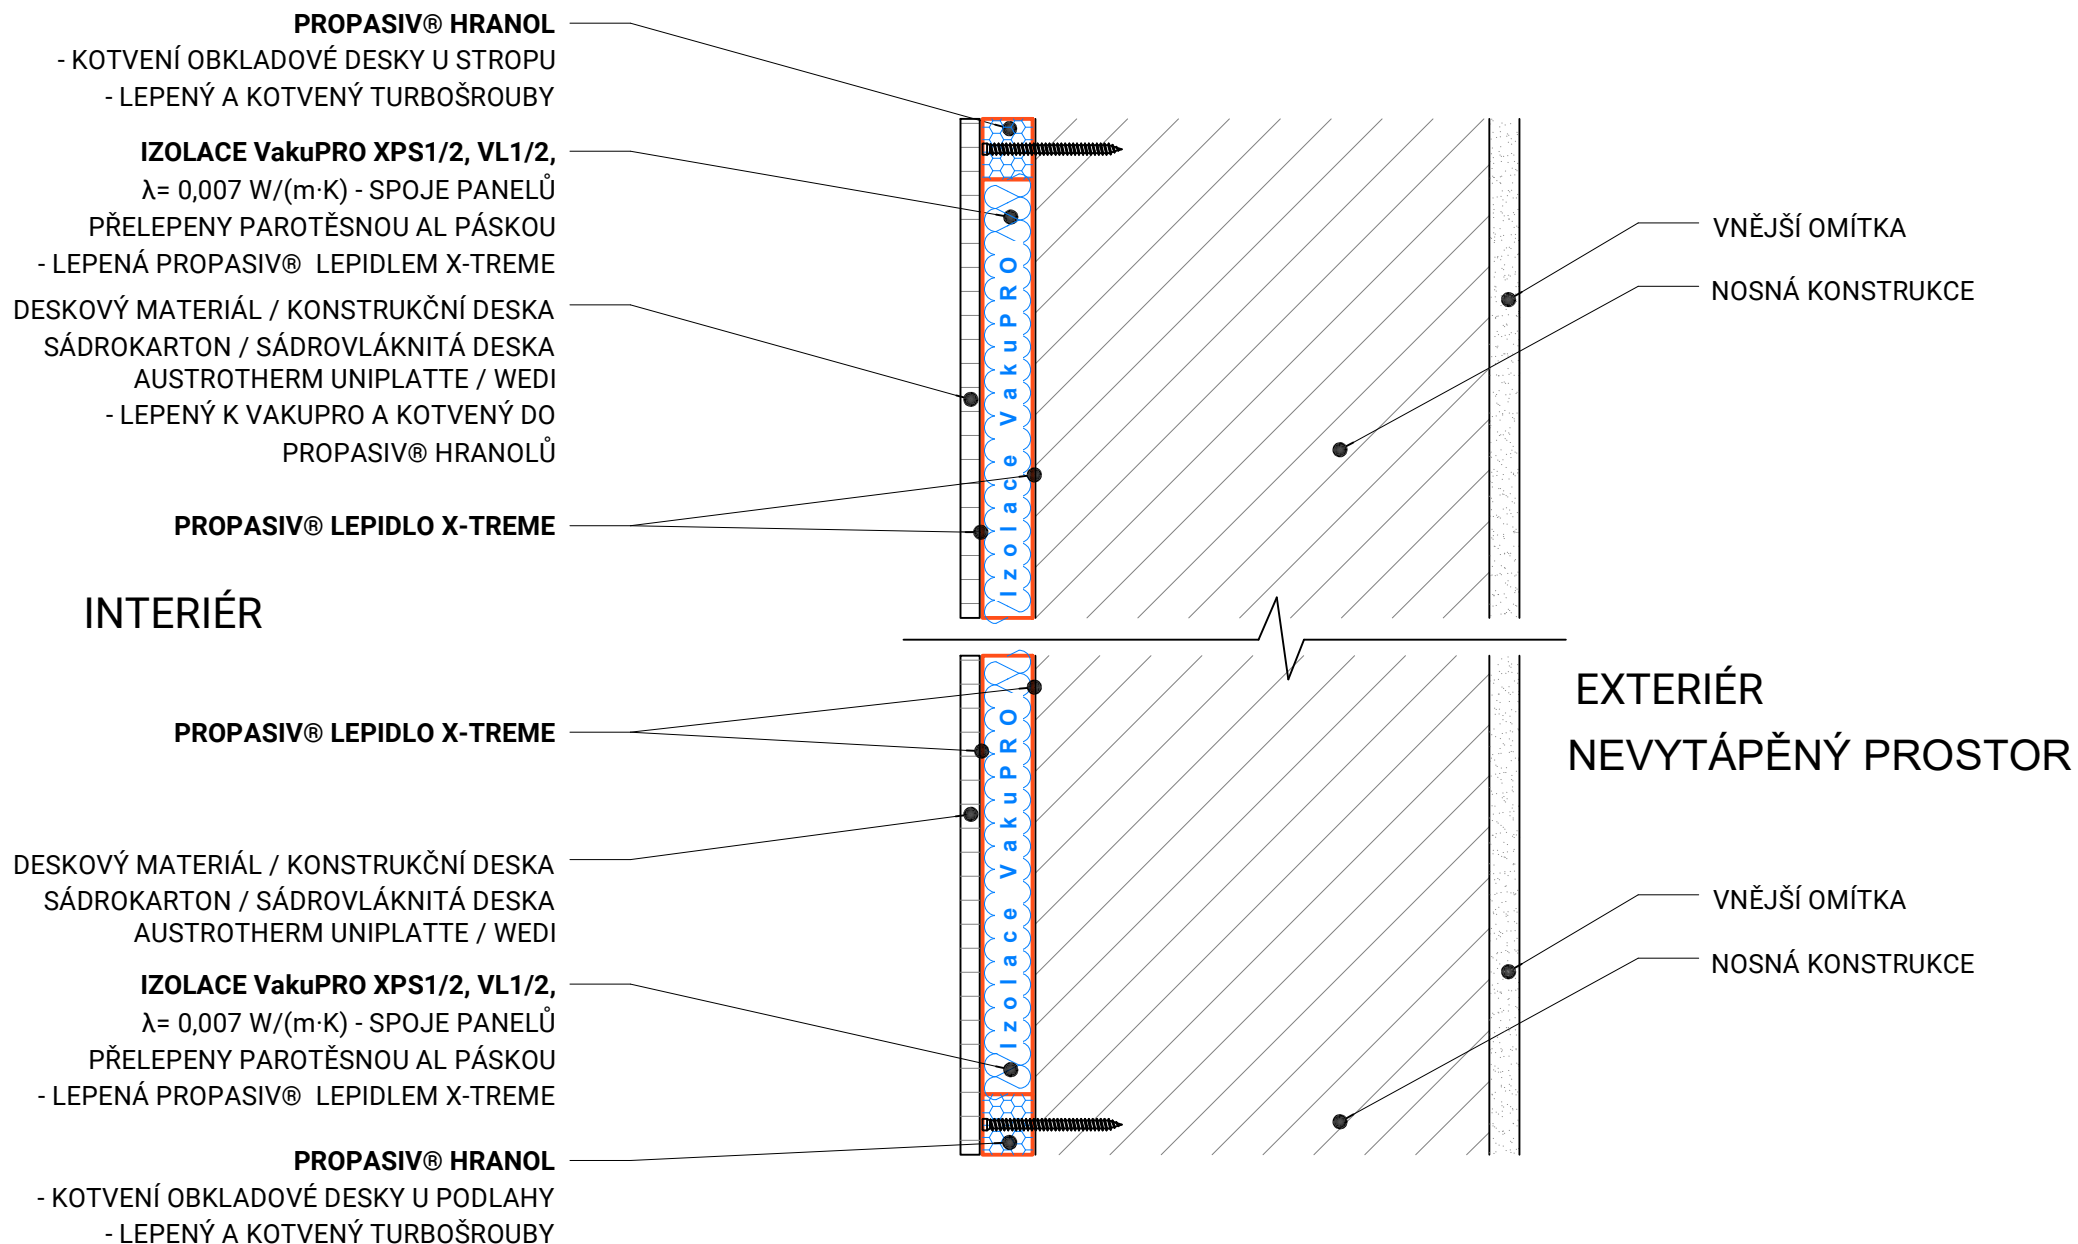 PROPASIV® HRANOL
- KOTVENÍ OBKLADOVÉ DESKY U STROPU
- LEPENÝ A KOTVENÝ TURBOŠROUBY
IZOLACE VakuPRO XPS1/2, VL1/2,
λ= 0,007 W/(m·K) - SPOJE PANELŮ
PŘELEPENY PAROTĚSNOU AL PÁSKOU
- LEPENÁ PROPASIV® LEPIDLEM X-TREME
DESKOVÝ MATERIÁL / KONSTRUKČNÍ DESKA
SÁDROKARTON / SÁDROVLÁKNITÁ DESKA
AUSTROTHERM UNIPLATTE / WEDI
- LEPENÝ K VAKUPRO A KOTVENÝ DO
PROPASIV® HRANOLŮ
PROPASIV® LEPIDLO X-TREME
INTERIÉR
PROPASIV® LEPIDLO X-TREME
DESKOVÝ MATERIÁL / KONSTRUKČNÍ DESKA
SÁDROKARTON / SÁDROVLÁKNITÁ DESKA
AUSTROTHERM UNIPLATTE / WEDI
IZOLACE VakuPRO XPS1/2, VL1/2,
λ= 0,007 W/(m·K) - SPOJE PANELŮ
PŘELEPENY PAROTĚSNOU AL PÁSKOU
- LEPENÁ PROPASIV® LEPIDLEM X-TREME
PROPASIV® HRANOL
- KOTVENÍ OBKLADOVÉ DESKY U PODLAHY
- LEPENÝ A KOTVENÝ TURBOŠROUBY
Izolace VakuPRO
Izolace VakuPRO
VNĚJŠÍ OMÍTKA
NOSNÁ KONSTRUKCE
EXTERIÉR
NEVYTÁPĚNÝ PROSTOR
VNĚJŠÍ OMÍTKA
NOSNÁ KONSTRUKCE